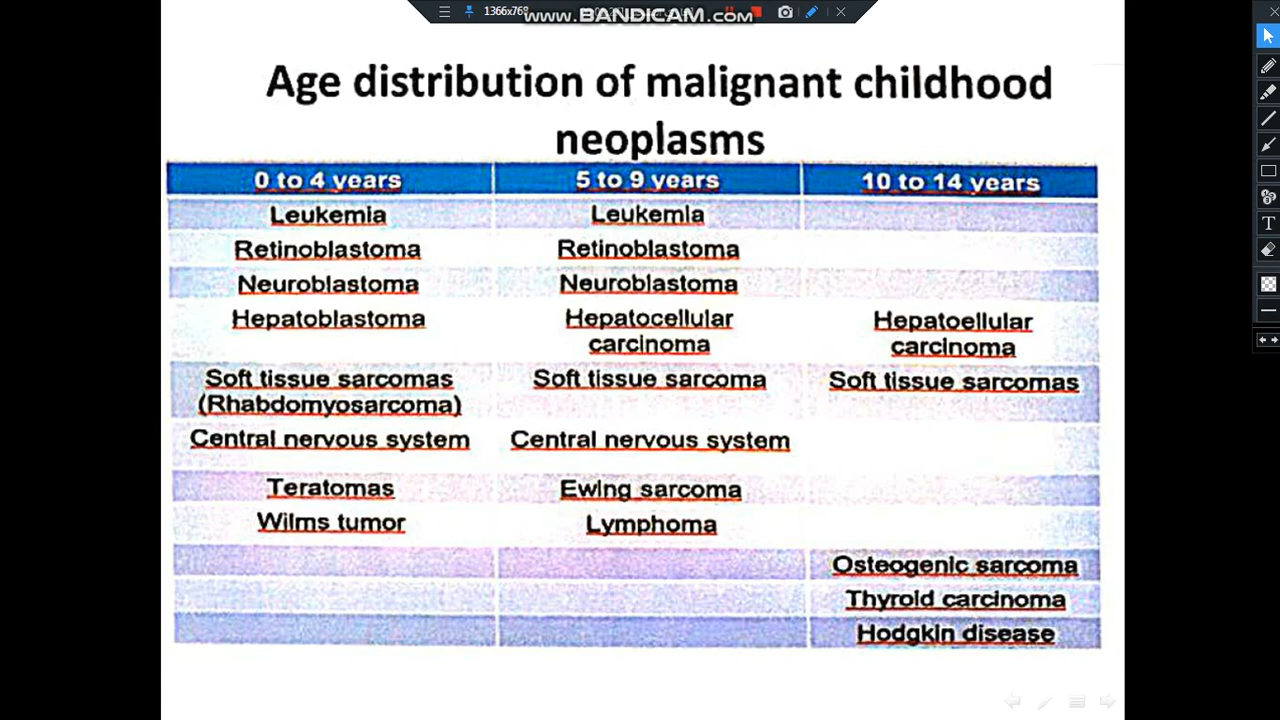 1366x768
www.BANDICAM.com
Age distribution of malignant childhood
neoplasms
0 to 4 years 5 to 9 years 10 to 14 years
Leukemia Leukemia
Retinoblastoma Retinoblastoma
Neuroblastoma Neuroblastoma
Hepatoblastoma Hepatocellular Hepatoellular
carcinoma carcinoma
Soft tissue sarcomas Soft tissue sarcoma Soft tissue sarcomas
(Rhabdomyosarcoma)
Central nervous system Central nervous system
Teratomas Ewing sarcoma
Wilms tumor Lymphoma
Osteogenic sarcoma
Thyroid carcinoma
Hodgkin disease